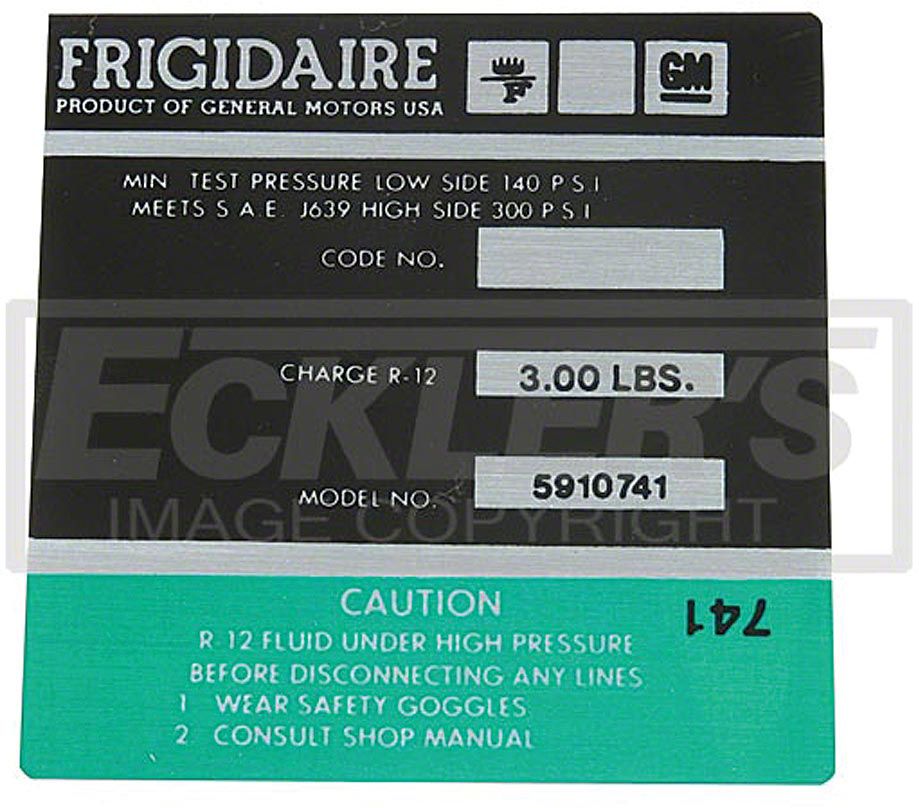 FRIGIDAIRE
PRODUCT OF GENERAL MOTORS USA
F
GM
MIN TEST PRESSURE LOW SIDE 140 P S I
MEETS S A E. J639 HIGH SIDE 300 P S I
CODE NO.
CHARGE R-12 3.00 LBS.
ECKLER'S
MODEL NO. 5910741
IMAGE COPYRIGHT
CAUTION
741
R-12 FLUID UNDER HIGH PRESSURE
BEFORE DISCONNECTING ANY LINES
1 WEAR SAFETY GOGGLES
2 CONSULT SHOP MANUAL